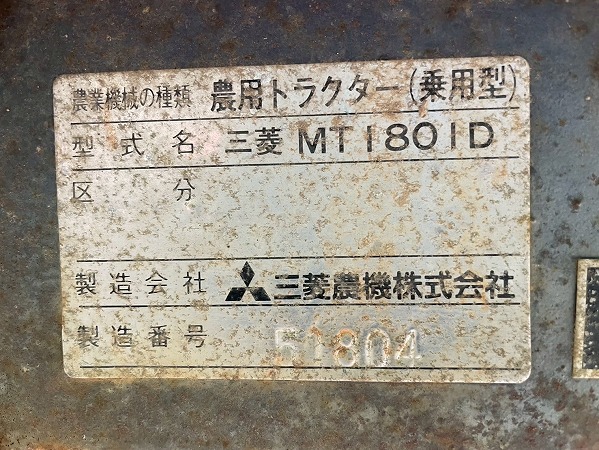 農業機械の種類 農用トラクター(乗用型)
型式名 三菱 MT1801D
区分
製造会社 三菱農機株式会社
製造番号 51804